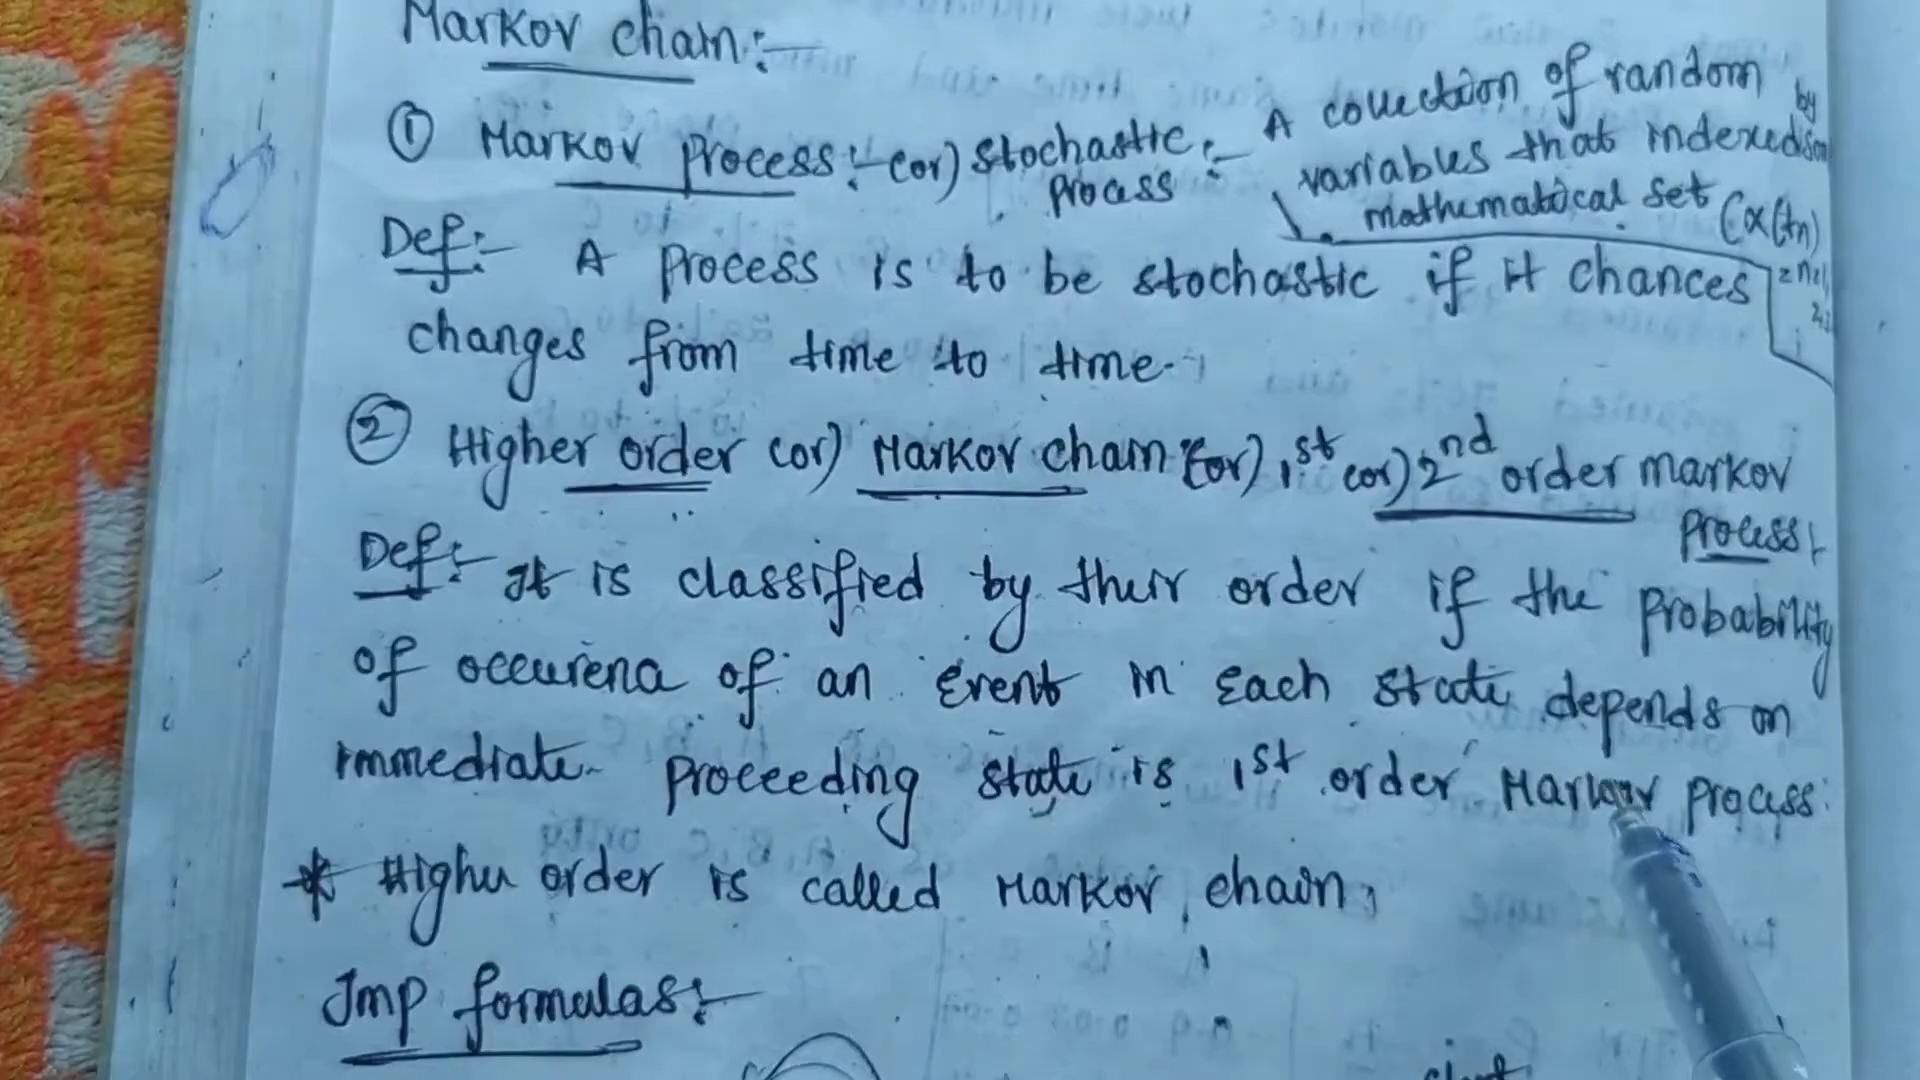 Markov chain:-
① Markov Process:- (or) Stochastic Process:- A collection of random
variables that indexed by some
mathematical set (x(tn)
Def:- A Process is to be stochastic if it chances
changes from time to time.
② Higher order (or) Markov chain (or) 1st (or) 2nd order markov
Process:
Def:- It is classified by their order if the probability
of occurena of an Event in Each state depends on
immediate Proceeding state is 1st order Markov process.
* Higher order is called Markov chain.
Imp formulas:-